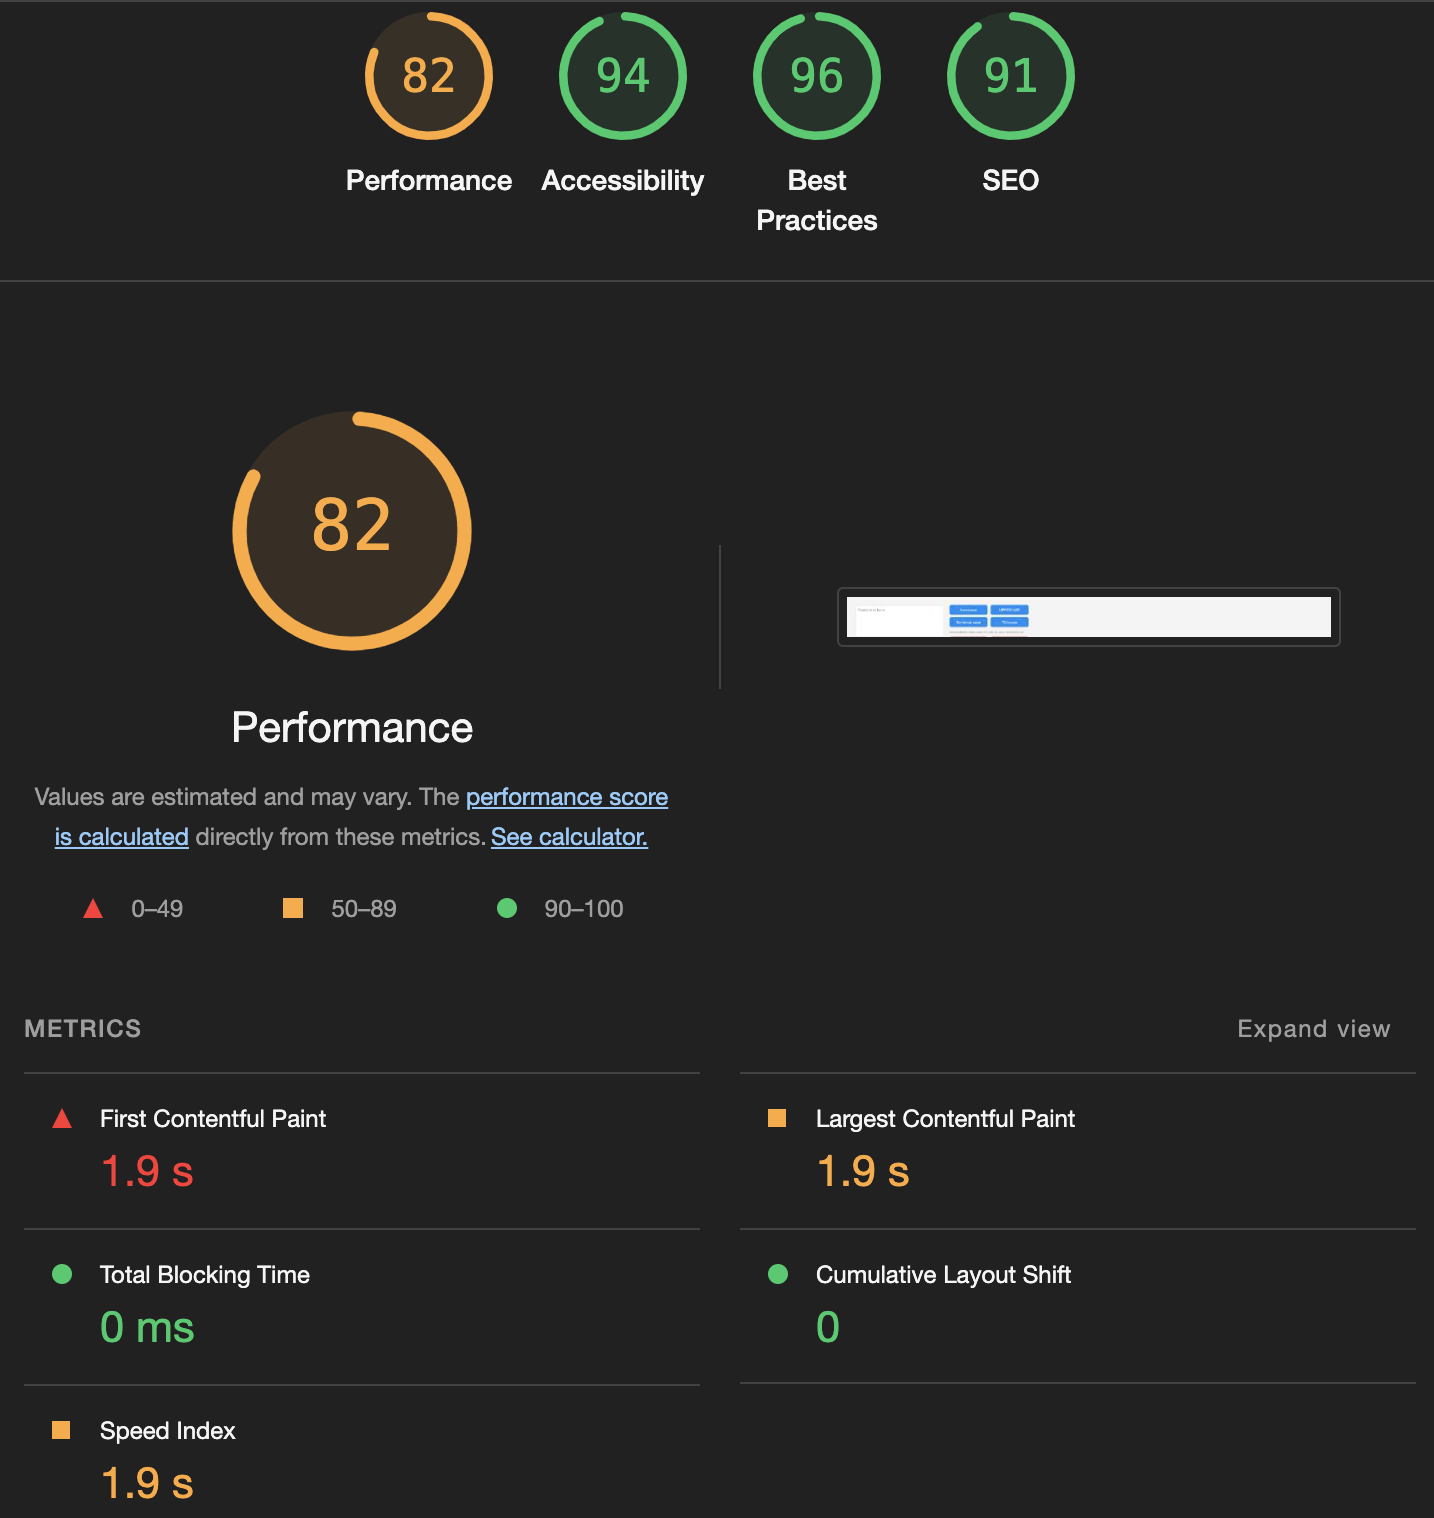 82
94
96
91
Performance
Accessibility
Best
Practices
SEO
82
Performance
Values are estimated and may vary. The performance score
is calculated directly from these metrics. See calculator.
0–49
50–89
90–100
METRICS
Expand view
First Contentful Paint
1.9 s
Largest Contentful Paint
1.9 s
Total Blocking Time
0 ms
Cumulative Layout Shift
0
Speed Index
1.9 s